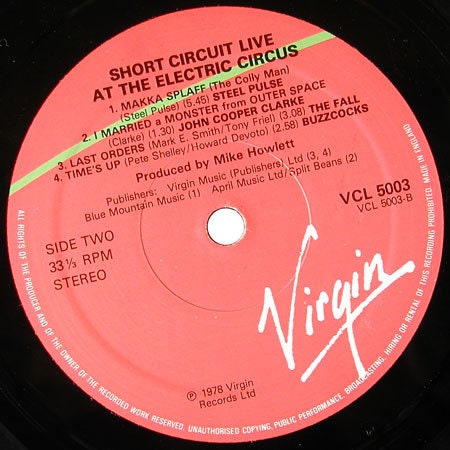 SHORT CIRCUIT LIVE
AT THE ELECTRIC CIRCUS
1. MAKKA SPLAFF (The Colly Man)
(Steel Pulse) (5.45) STEEL PULSE
2. I MARRIED a MONSTER from OUTER SPACE
(Clarke) (1.30) JOHN COOPER CLARKE
3. LAST ORDERS (Mark E. Smith/Tony Friel) (2.58) THE FALL
4. TIME'S UP (Pete Shelley/Howard Devoto) BUZZCOCKS
Produced by Mike Howlett
Publishers: Virgin Music (Publishers) Ltd (3, 4)
Blue Mountain Music (1) April Music Ltd/Split Beans (2)
VCL 5003
VCL 5003-B
SIDE TWO
33⅓ RPM
STEREO
Virgin
℗ 1978 Virgin
Records Ltd
ALL RIGHTS OF THE PRODUCER AND OF THE OWNER OF THE RECORDED WORK RESERVED. UNAUTHORISED COPYING, PUBLIC PERFORMANCE, BROADCASTING, HIRING OR RENTAL OF THIS RECORDING PROHIBITED. MADE IN ENGLAND.